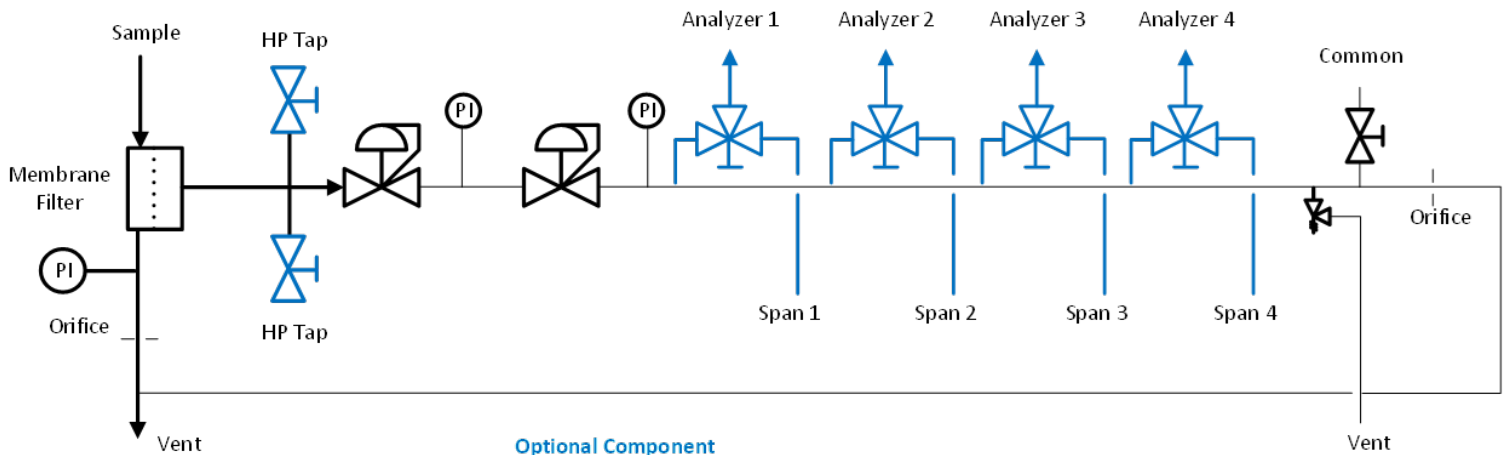 Sample
HP Tap
Analyzer 1
Analyzer 2
Analyzer 3
Analyzer 4
Common
PI
PI
Membrane
Filter
Orifice
PI
Orifice
HP Tap
Span 1
Span 2
Span 3
Span 4
Vent
Optional Component
Vent